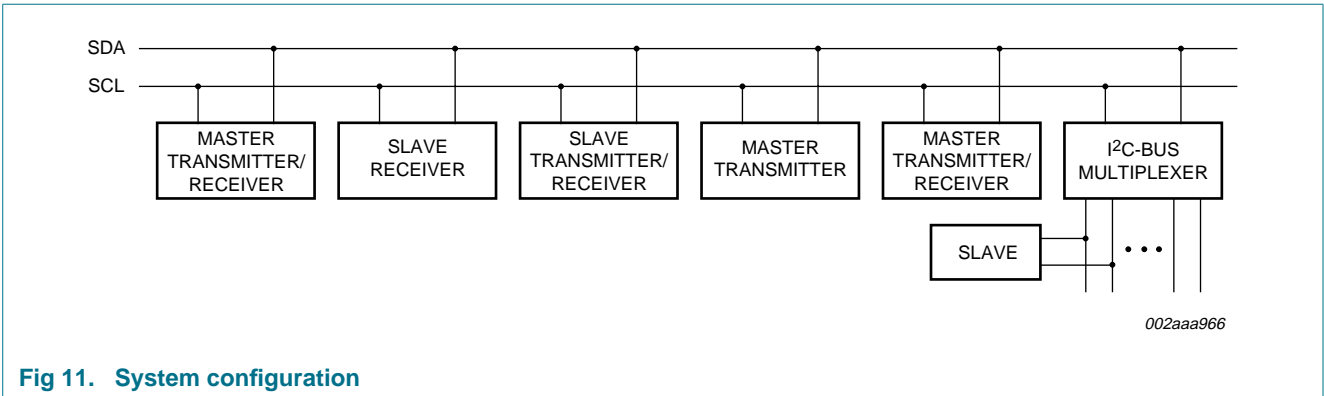 SDA
SCL
MASTER
TRANSMITTER/
RECEIVER
SLAVE
RECEIVER
SLAVE
TRANSMITTER/
RECEIVER
MASTER
TRANSMITTER
MASTER
TRANSMITTER/
RECEIVER
I²C-BUS
MULTIPLEXER
SLAVE
002aaa966
Fig 11. System configuration